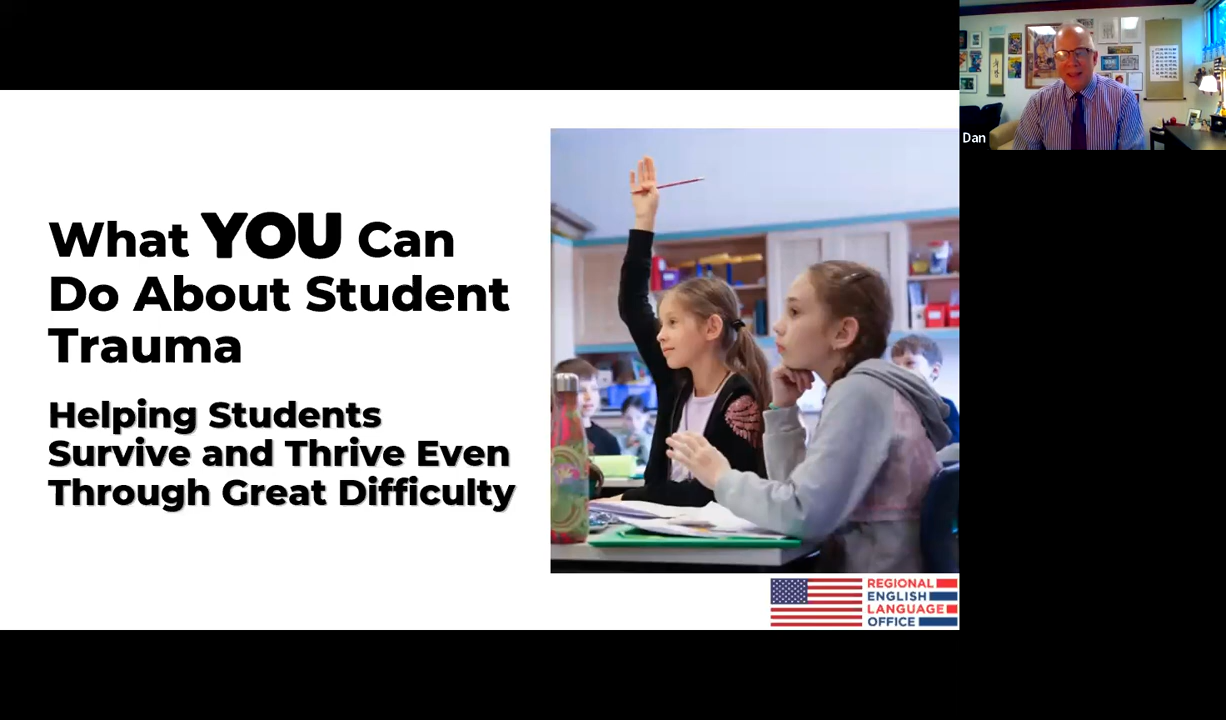 What YOU Can
Do About Student
Trauma
Helping Students
Survive and Thrive Even
Through Great Difficulty
REGIONAL
ENGLISH
LANGUAGE
OFFICE
Dan